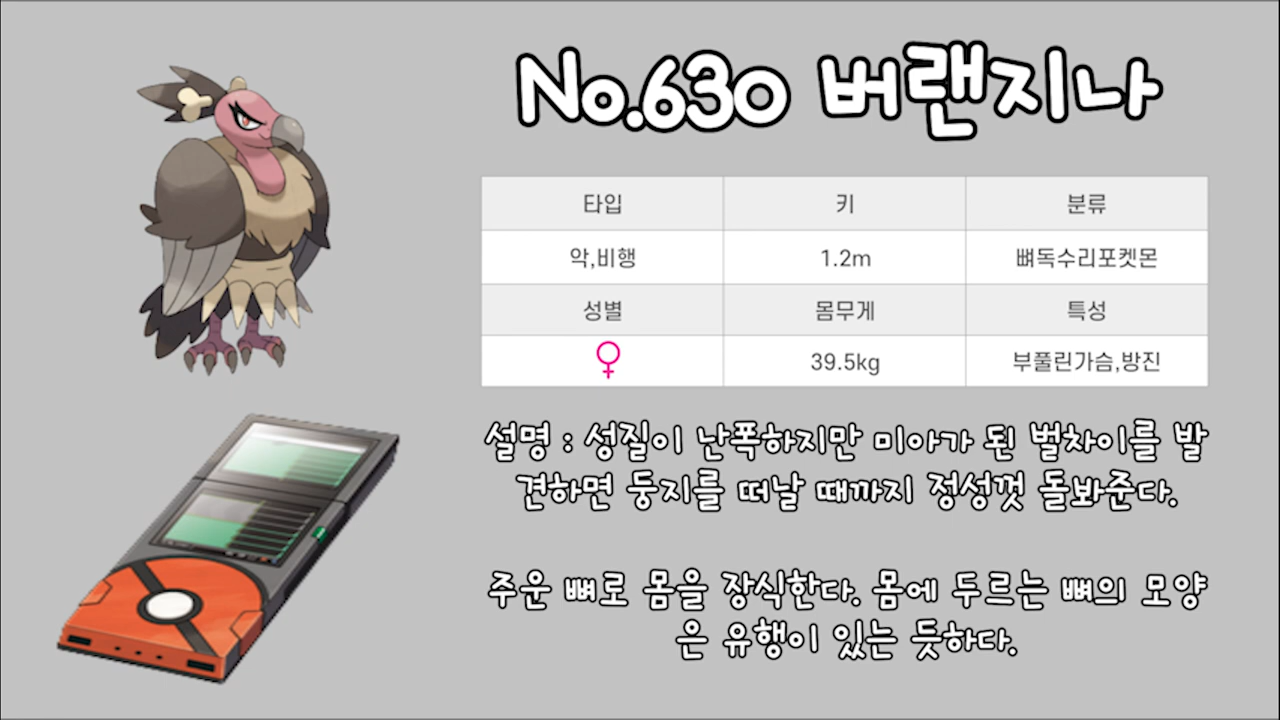 No.630 버랜지나
타입 키 분류
악,비행 1.2m 뼈독수리포켓몬
성별 몸무게 특성
♀ 39.5kg 부풀린가슴,방진
설명 : 성질이 난폭하지만 미아가 된 벌차이를 발
견하면 둥지를 떠날 때까지 정성껏 돌봐준다.
주운 뼈로 몸을 장식한다. 몸에 두르는 뼈의 모양
은 유행이 있는 듯하다.